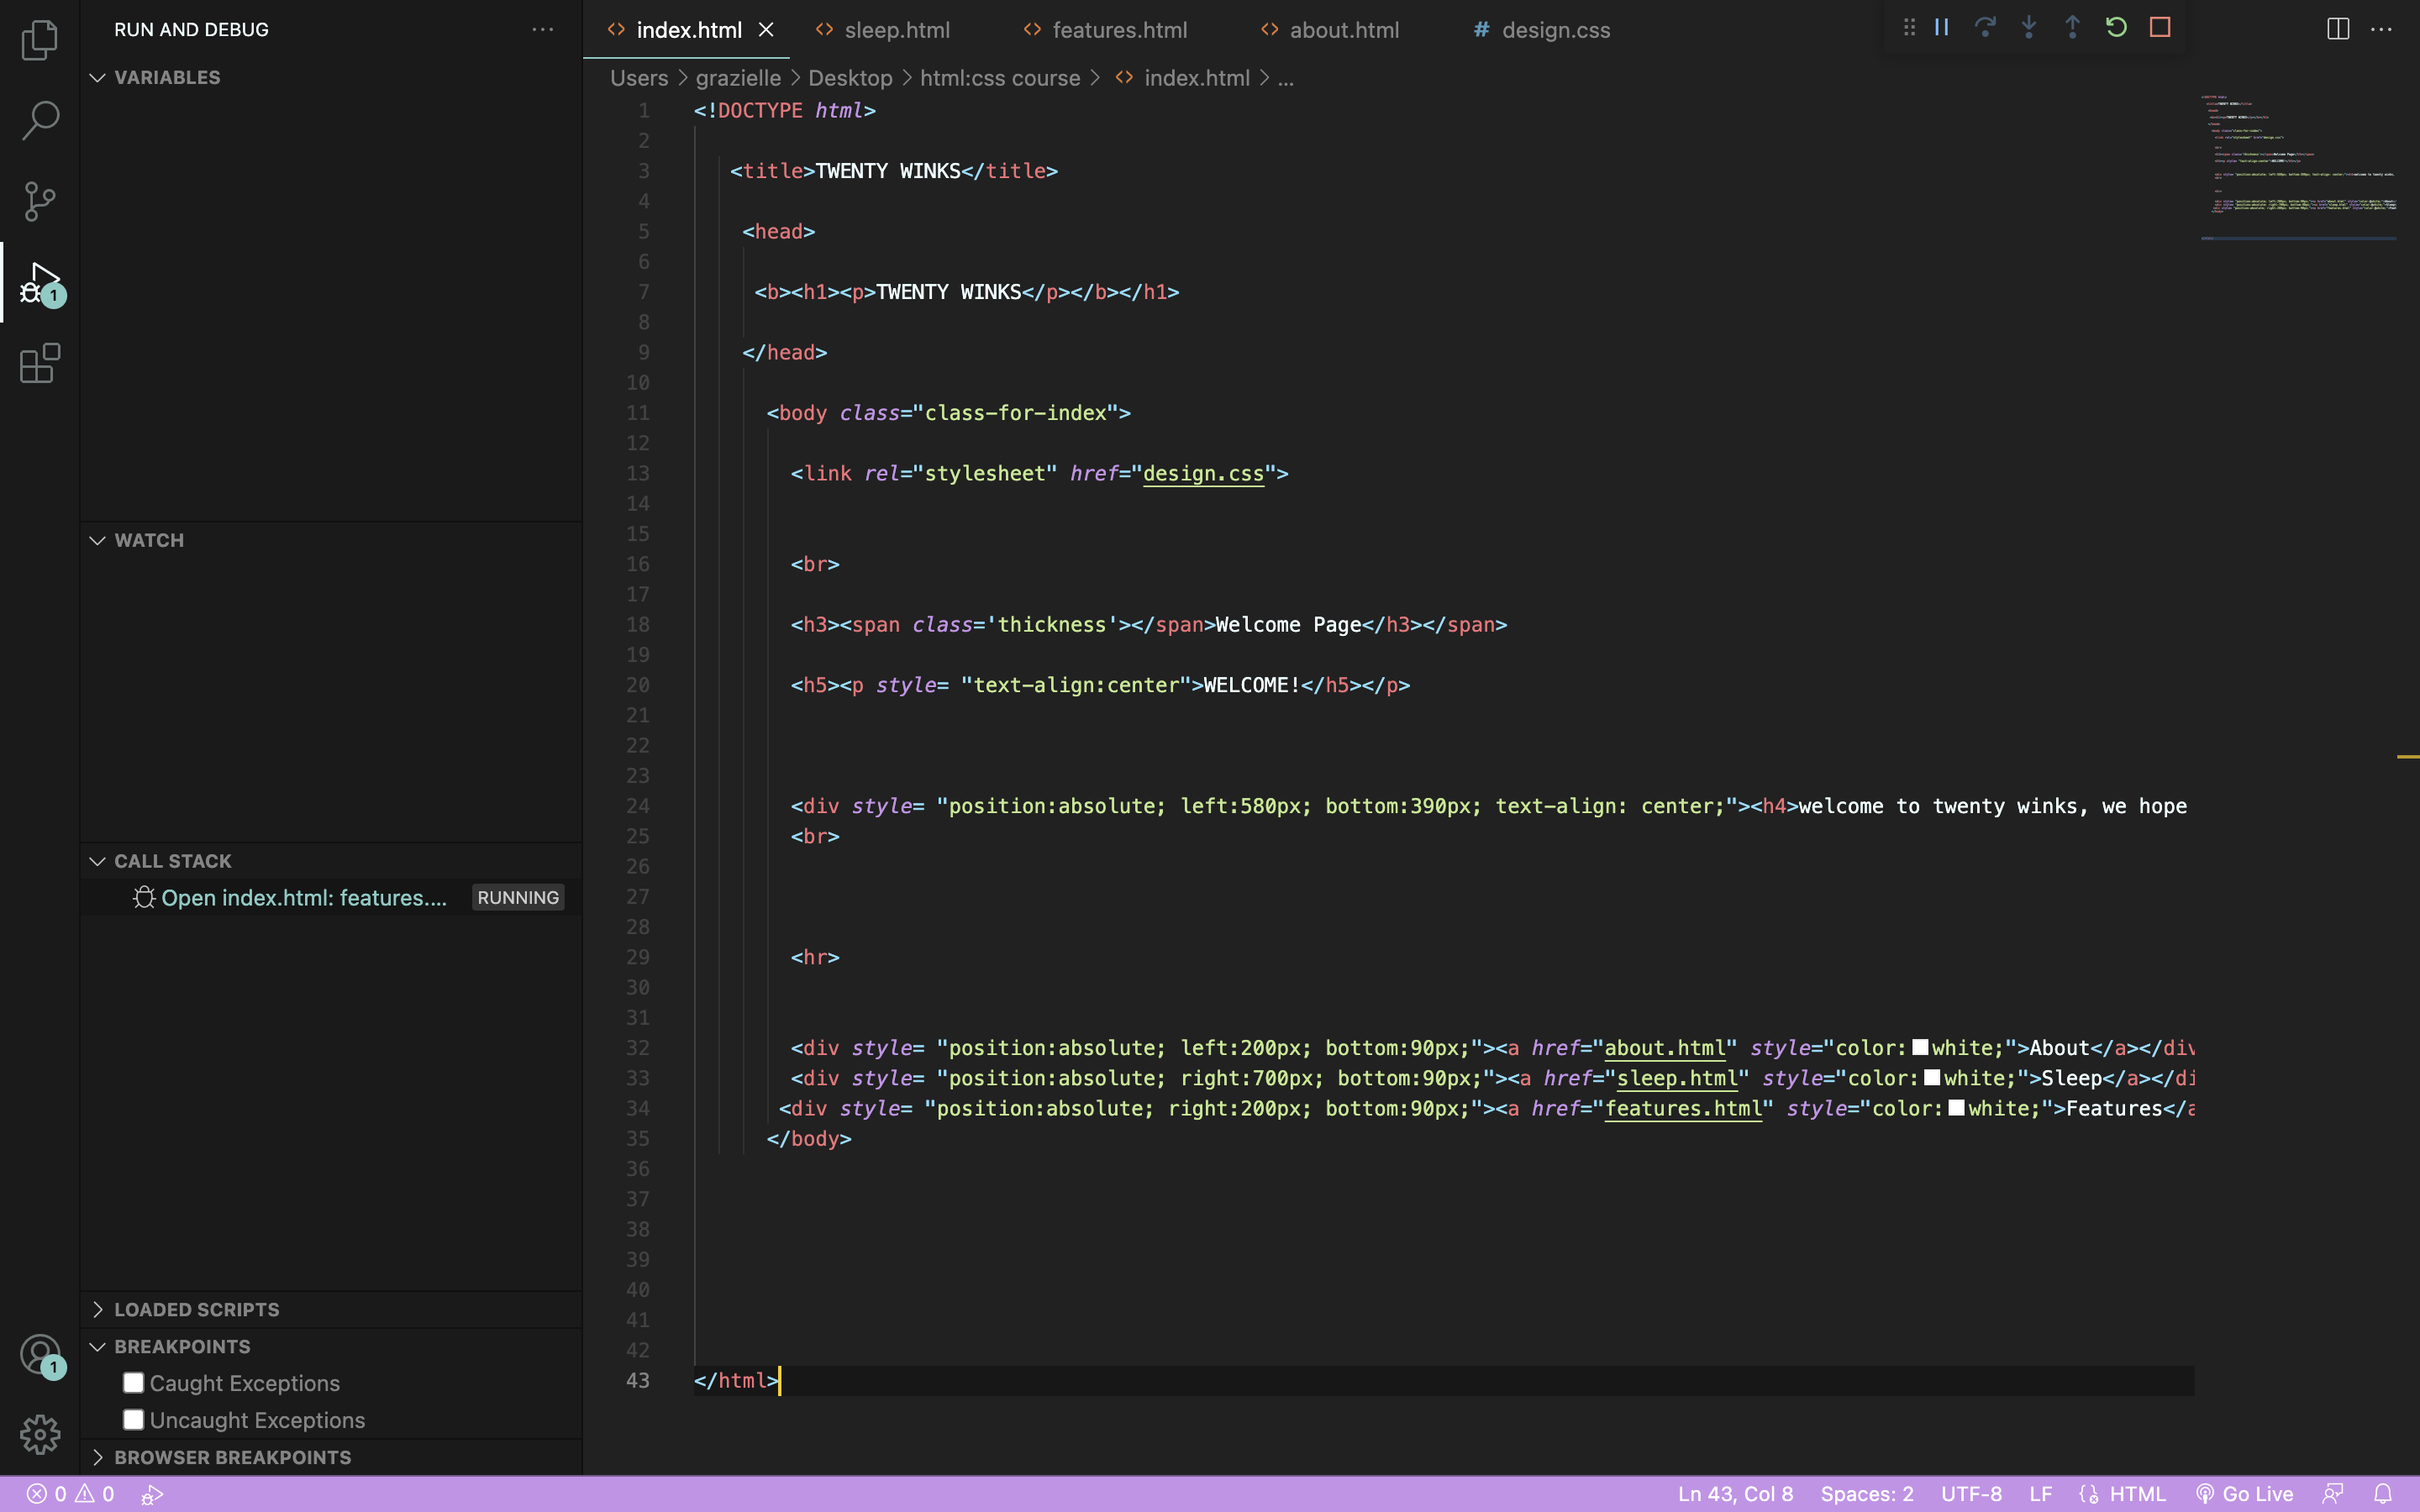 RUN AND DEBUG
VARIABLES
WATCH
CALL STACK
Open index.html: features.... RUNNING
LOADED SCRIPTS
BREAKPOINTS
Caught Exceptions
Uncaught Exceptions
BROWSER BREAKPOINTS
1
1
index.html sleep.html features.html about.html # design.css
Users > grazielle > Desktop > html:css course > <> index.html > ...
1 <!DOCTYPE html>
2
3 <title>TWENTY WINKS</title>
4
5 <head>
6
7 <b><h1><p>TWENTY WINKS</p></b></h1>
8
9 </head>
10
11 <body class="class-for-index">
12
13 <link rel="stylesheet" href="design.css">
14
15
16 <br>
17
18 <h3><span class='thickness'></span>Welcome Page</h3></span>
19
20 <h5><p style= "text-align:center">WELCOME!</h5></p>
21
22
23
24 <div style= "position:absolute; left:580px; bottom:390px; text-align: center;"><h4>welcome to twenty winks, we hope
25 <br>
26
27
28
29 <hr>
30
31
32 <div style= "position:absolute; left:200px; bottom:90px;"><a href="about.html" style="color:white;">About</a></div
33 <div style= "position:absolute; right:700px; bottom:90px;"><a href="sleep.html" style="color:white;">Sleep</a></di
34 <div style= "position:absolute; right:200px; bottom:90px;"><a href="features.html" style="color:white;">Features</a
35 </body>
36
37
38
39
40
41
42
43 </html>
0 0
Ln 43, Col 8 Spaces: 2 UTF-8 LF HTML Go Live